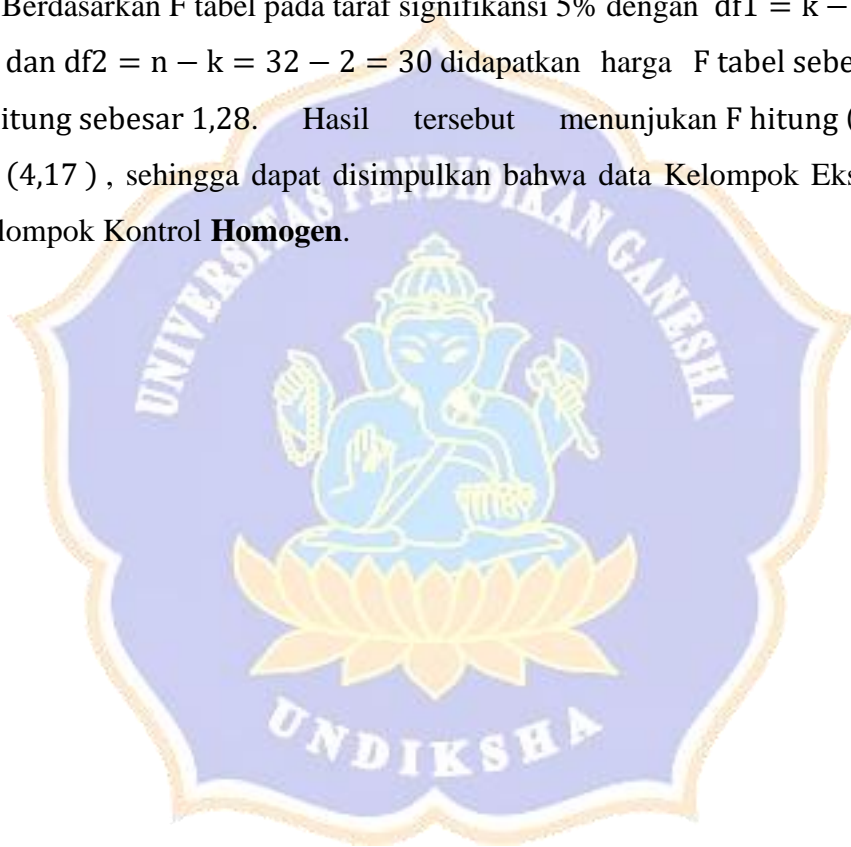 Berdasarkan F tabel pada taraf signifikansi 5% dengan df1 = k −
dan df2 = n − k = 32 − 2 = 30 didapatkan harga F tabel sebe
itung sebesar 1,28. Hasil tersebut menunjukan F hitung (
(4,17 ) , sehingga dapat disimpulkan bahwa data Kelompok Eks
lompok Kontrol Homogen.
UNIVERSITAS PENDIDIKAN GANESHA
UNDIKSHA